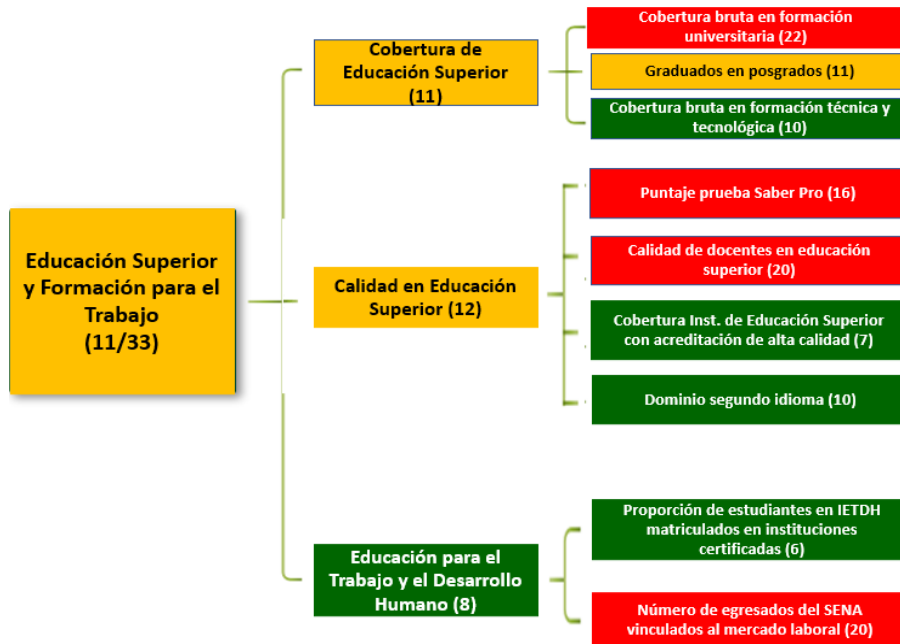 Educación Superior
y Formación para el
Trabajo
(11/33)
Cobertura de
Educación Superior
(11)
Cobertura bruta en formación
universitaria (22)
Graduados en posgrados (11)
Cobertura bruta en formación técnica y
tecnológica (10)
Calidad en Educación
Superior (12)
Puntaje prueba Saber Pro (16)
Calidad de docentes en educación
superior (20)
Cobertura Inst. de Educación Superior
con acreditación de alta calidad (7)
Dominio segundo idioma (10)
Educación para el
Trabajo y el Desarrollo
Humano (8)
Proporción de estudiantes en IETDH
matriculados en instituciones
certificadas (6)
Número de egresados del SENA
vinculados al mercado laboral (20)